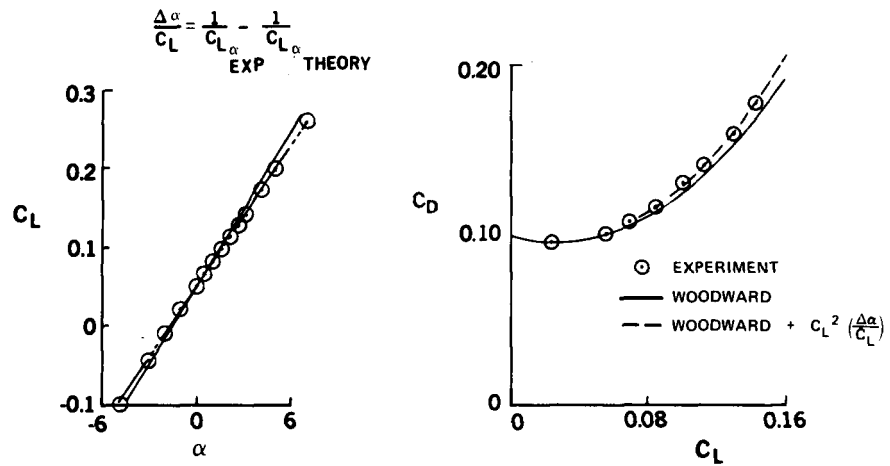 Δα/C_L = 1/C_Lα EXP - 1/C_Lα THEORY
0.3
0.2
C_L
0.1
0
-0.1
-6
0
6
α
0.20
C_D
0.10
0
EXPERIMENT
WOODWARD
WOODWARD + C_L² (Δα/C_L)
0
0.08
0.16
C_L